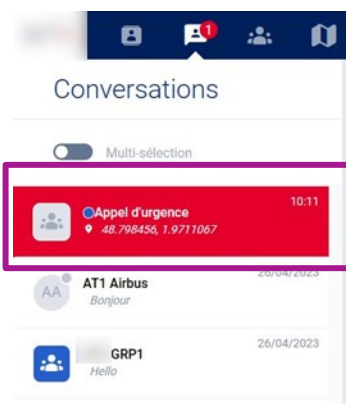 1
Conversations
Multi-sélection
10:11
Appel d'urgence
48.798456, 1.9711067
26/04/2023
AA AT1 Airbus
Bonjour
26/04/2023
GRP1
Hello